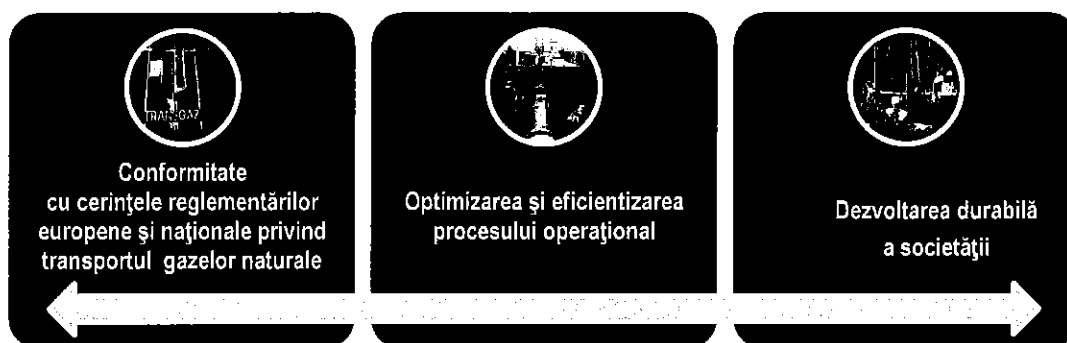 TRANSGAZ
Conformitate
cu cerinţele reglementărilor
europene şi naţionale privind
transportul gazelor naturale
Optimizarea şi eficientizarea
procesului operaţional
Dezvoltarea durabilă
a societăţii